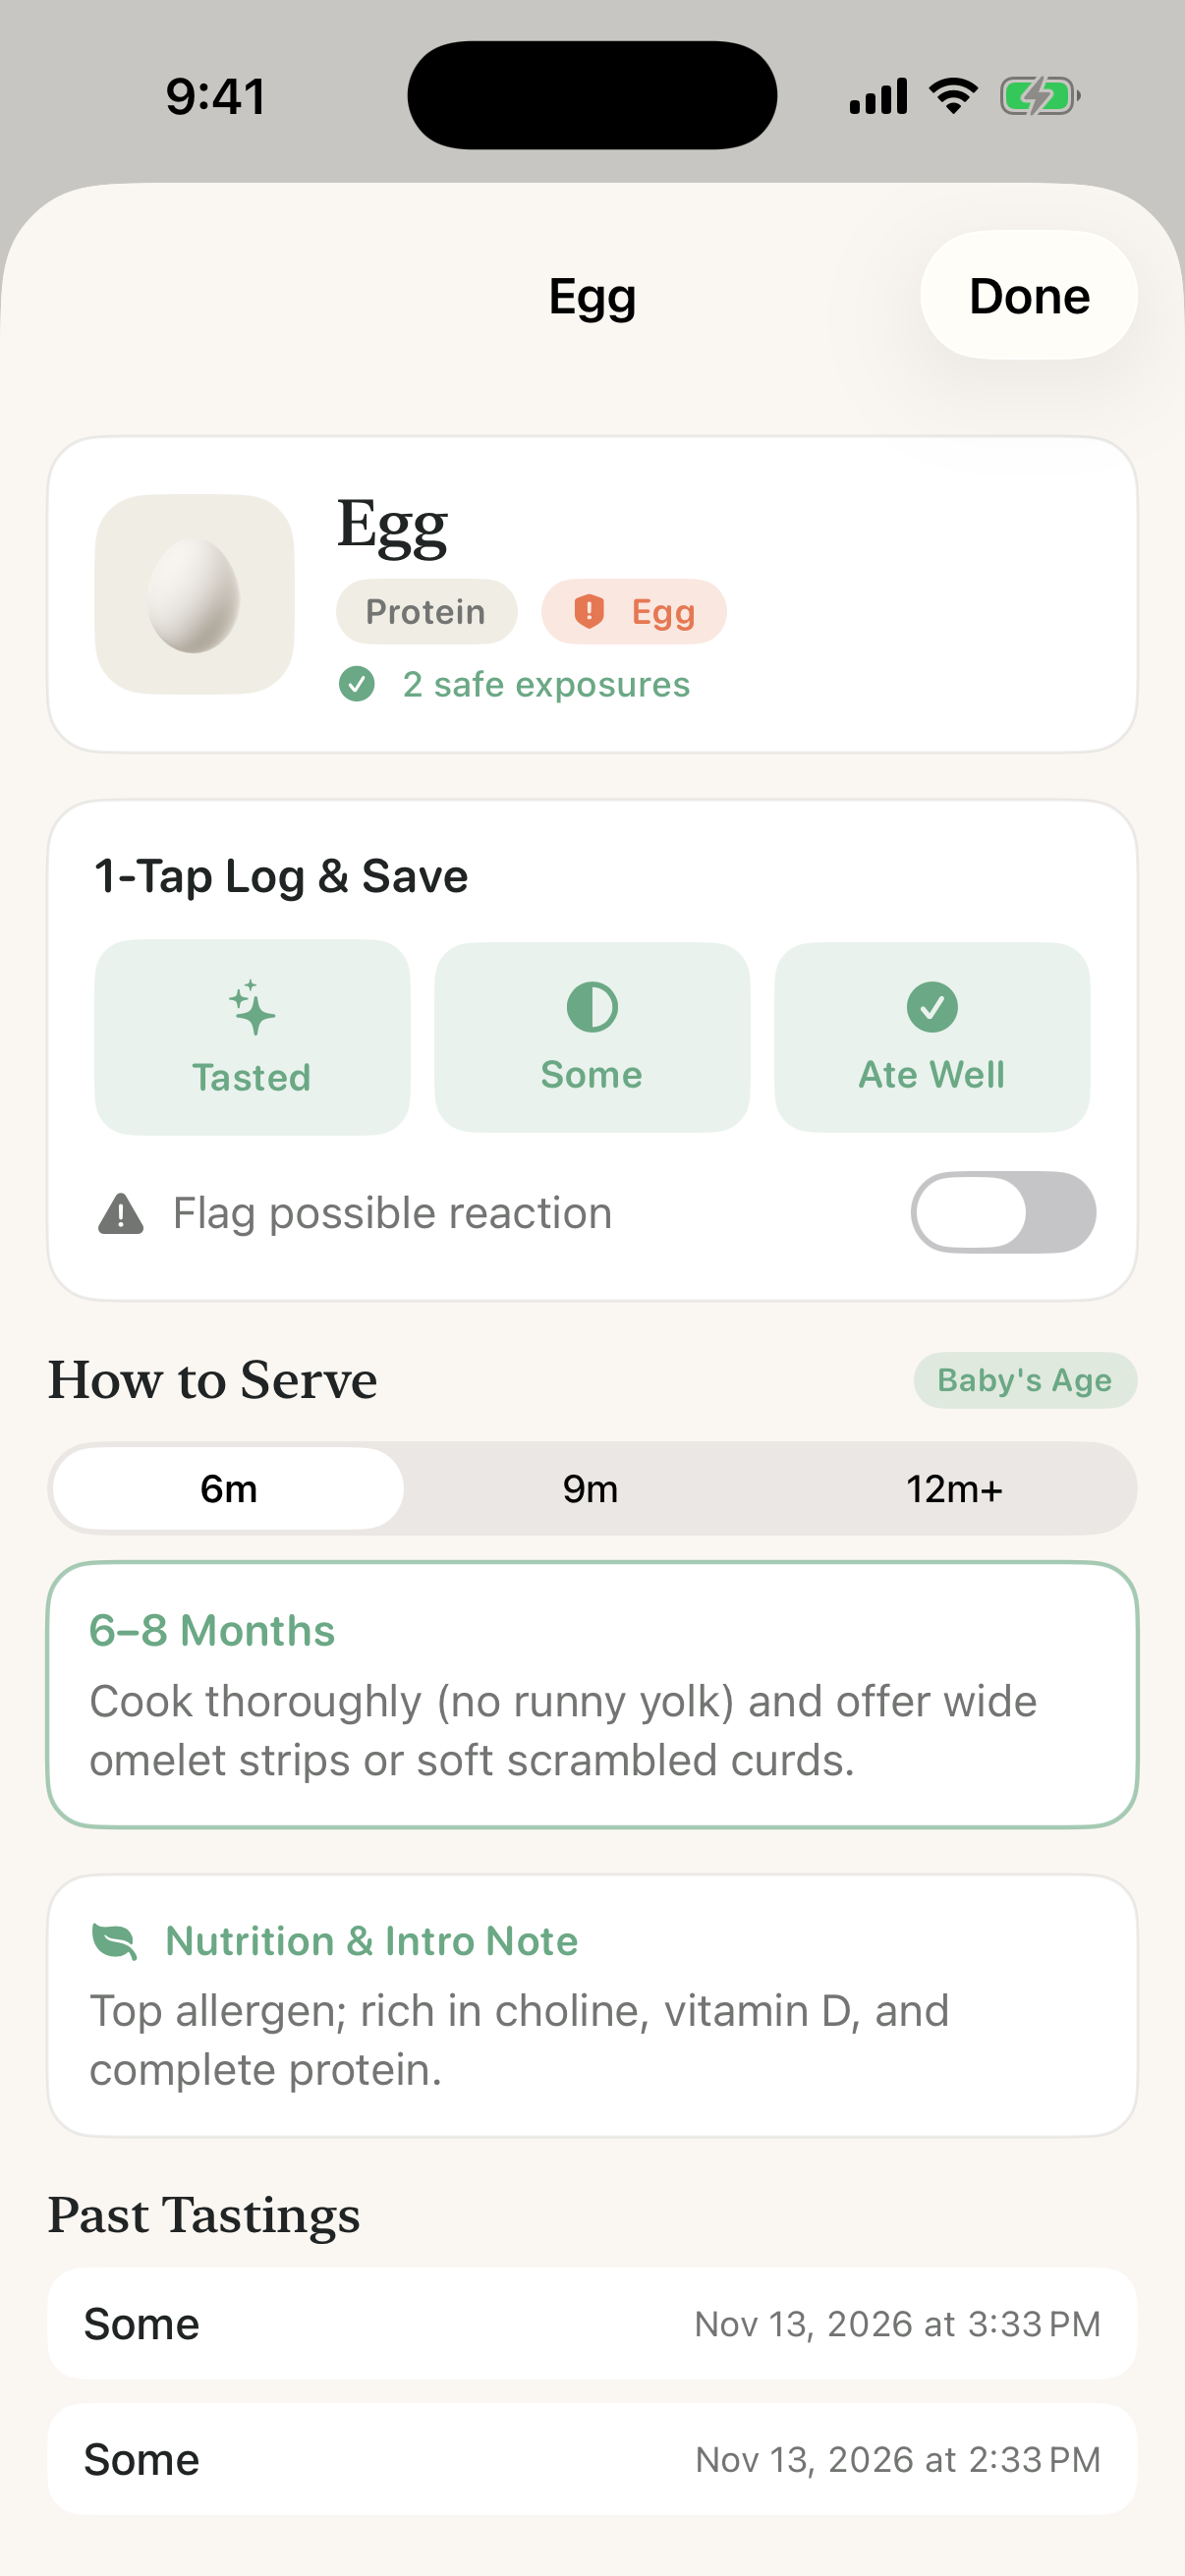 9:41
Egg
Done
Egg
Protein
Egg
2 safe exposures
1-Tap Log & Save
Tasted
Some
Ate Well
Flag possible reaction
How to Serve
Baby's Age
6m
9m
12m+
6–8 Months
Cook thoroughly (no runny yolk) and offer wide
omelet strips or soft scrambled curds.
Nutrition & Intro Note
Top allergen; rich in choline, vitamin D, and
complete protein.
Past Tastings
Some
Nov 13, 2026 at 3:33 PM
Some
Nov 13, 2026 at 2:33 PM